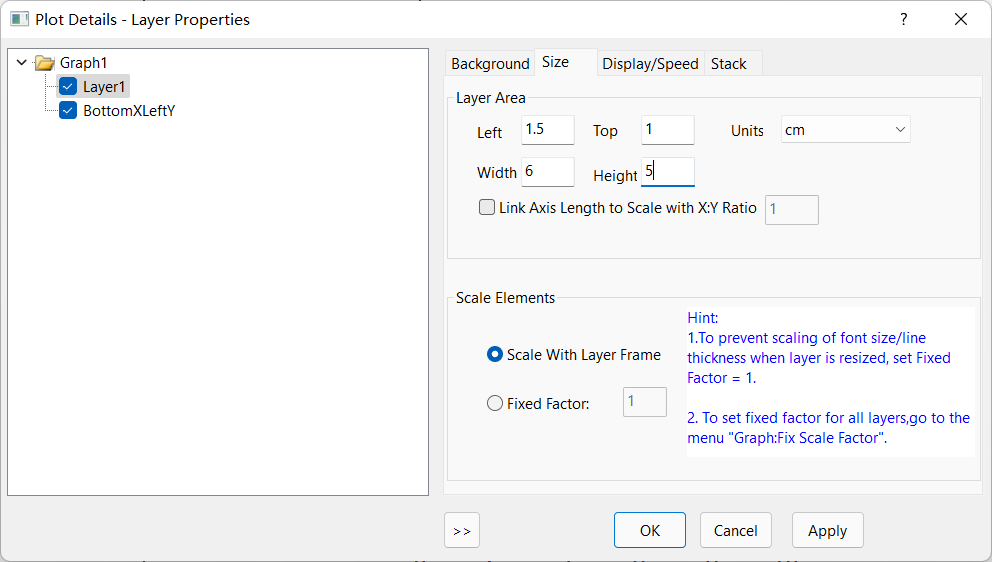 Plot Details - Layer Properties
?
Graph1
Layer1
BottomXLeftY
Background Size Display/Speed Stack
Layer Area
Left 1.5 Top 1 Units cm
Width 6 Height 5
Link Axis Length to Scale with X:Y Ratio 1
Scale Elements
Scale With Layer Frame
Fixed Factor: 1
Hint:
1.To prevent scaling of font size/line
thickness when layer is resized, set Fixed
Factor = 1.
2. To set fixed factor for all layers,go to the
menu "Graph:Fix Scale Factor".
>> OK Cancel Apply